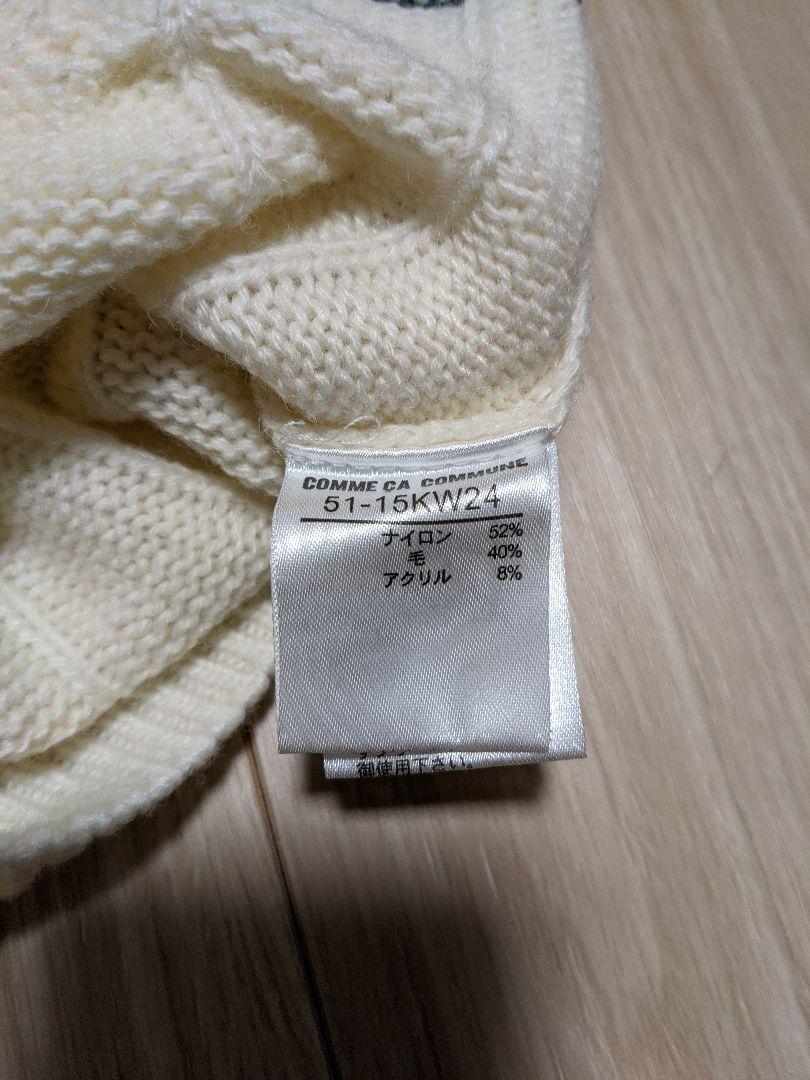 COMME CA COMMUNE
51-15KW24
ナイロン 52%
毛 40%
アクリル 8%
御使用下さい。